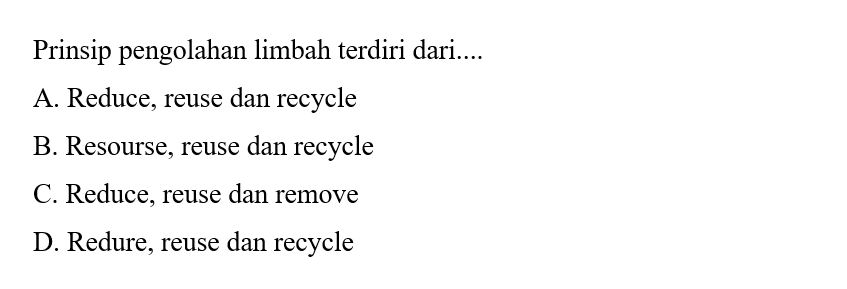 Prinsip pengolahan limbah terdiri dari....
A. Reduce, reuse dan recycle
B. Resourse, reuse dan recycle
C. Reduce, reuse dan remove
D. Redure, reuse dan recycle